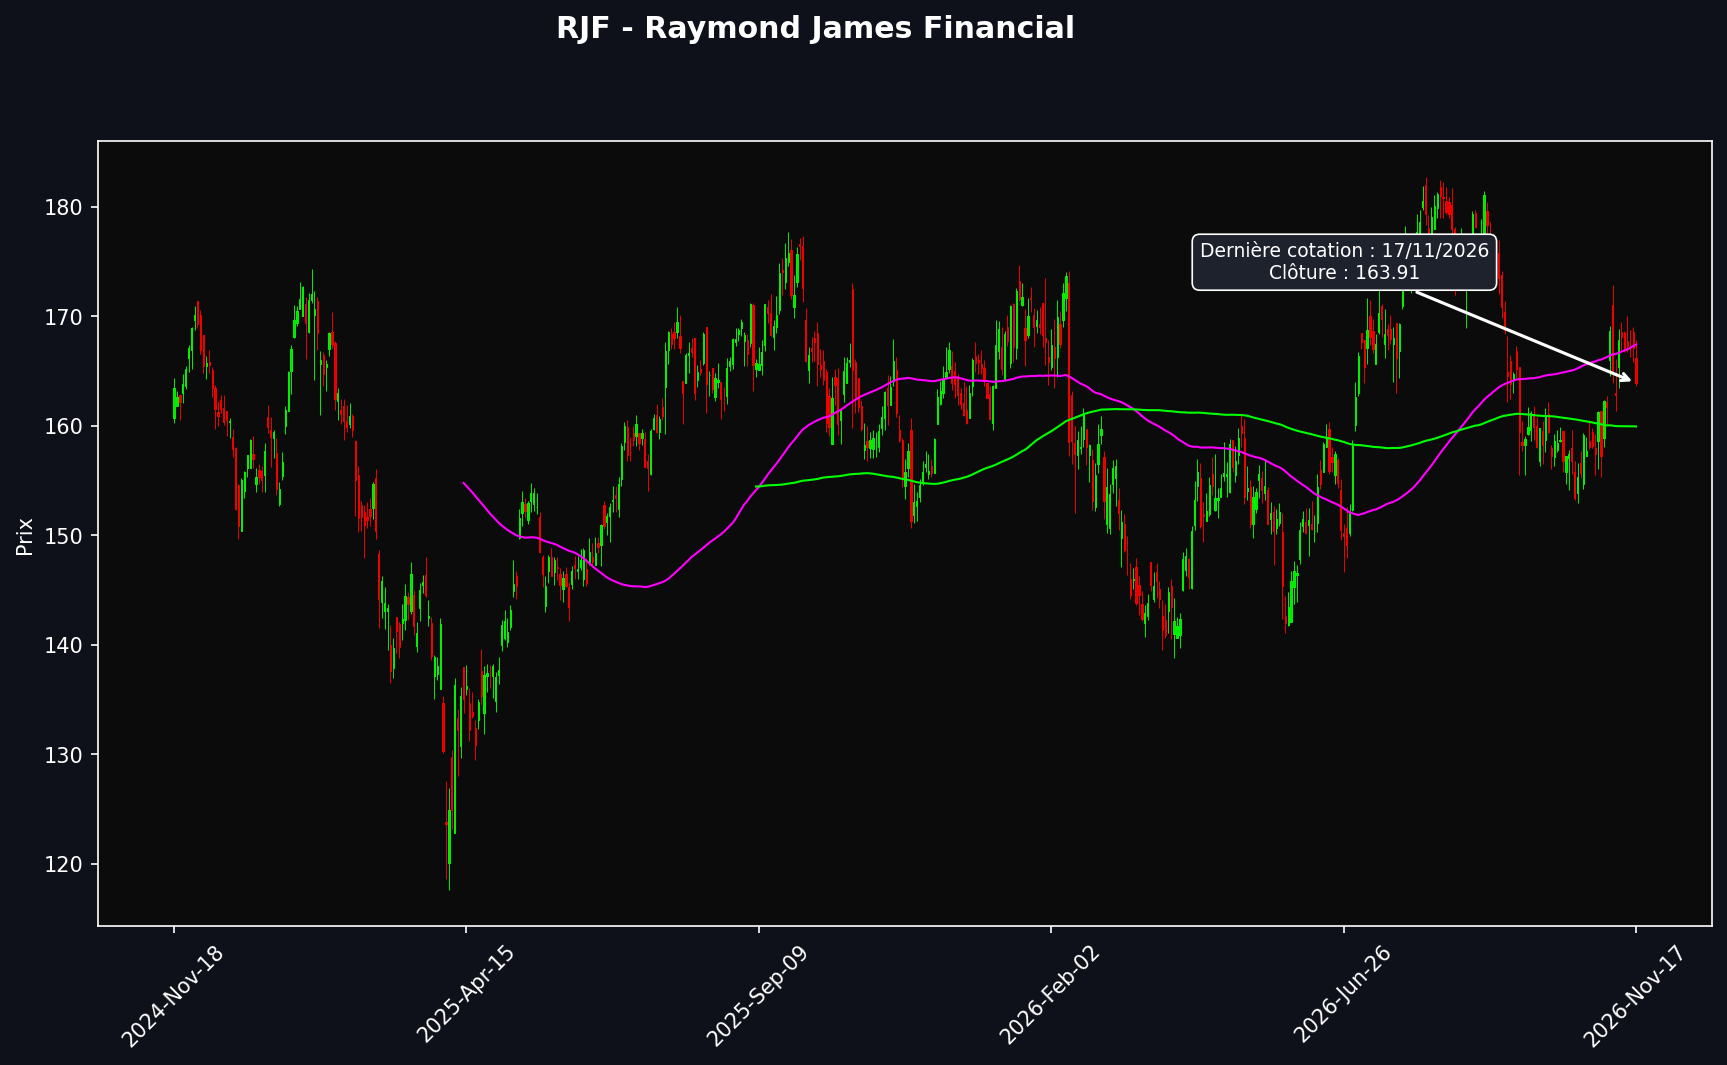 RJF - Raymond James Financial
Prix
180
170
160
150
140
130
120
Dernière cotation : 17/11/2026
Clôture : 163.91
2024-Nov-18
2025-Apr-15
2025-Sep-09
2026-Feb-02
2026-Jun-26
2026-Nov-17